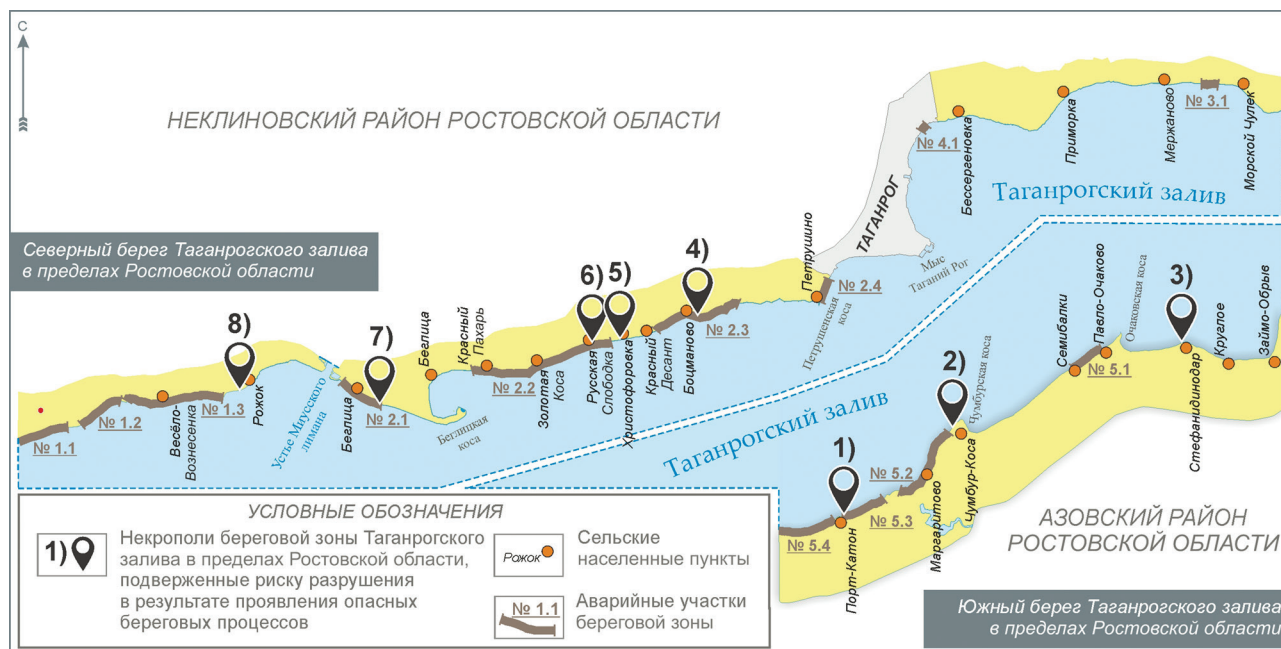 С
НЕКЛИНОВСКИЙ РАЙОН РОСТОВСКОЙ ОБЛАСТИ
Северный берег Таганрогского залива
в пределах Ростовской области
№ 1.1
№ 1.2
Весёло-
Вознесенка
№ 1.3
8)
Рожок
Устье Миусского
лимана
Беглица
7)
№ 2.1
Беглица
Беглицкая
коса
Красный
Пахарь
№ 2.2
Золотая
Коса
6)
Русская
Слободка
5)
Христофоровка
Красный
Десант
4)
Боцманово
№ 2.3
Петрушино
№ 2.4
Петрушенская
коса
ТАГАНРОГ
Мыс
Таганий Рог
№ 4.1
Бессергеновка
Приморка
Мержаново
№ 3.1
Морской Чулек
Таганрогский залив
Таганрогский залив
1)
№ 5.4
Порт-Катон
№ 5.3
№ 5.2
Маргаритово
2)
Чумбур-Коса
Чумбурская коса
Семибалки
Павло-Очаково
№ 5.1
Очаковская коса
3)
Стефанидинодар
Круглое
Займо-Обрыв
АЗОВСКИЙ РАЙОН
РОСТОВСКОЙ ОБЛАСТИ
Южный берег Таганрогского залива
в пределах Ростовской области
УСЛОВНЫЕ ОБОЗНАЧЕНИЯ
1)
Некрополи береговой зоны Таганрогского
залива в пределах Ростовской области,
подверженные риску разрушения
в результате проявления опасных
береговых процессов
Рожок
Сельские
населенные пункты
№ 1.1
Аварийные участки
береговой зоны